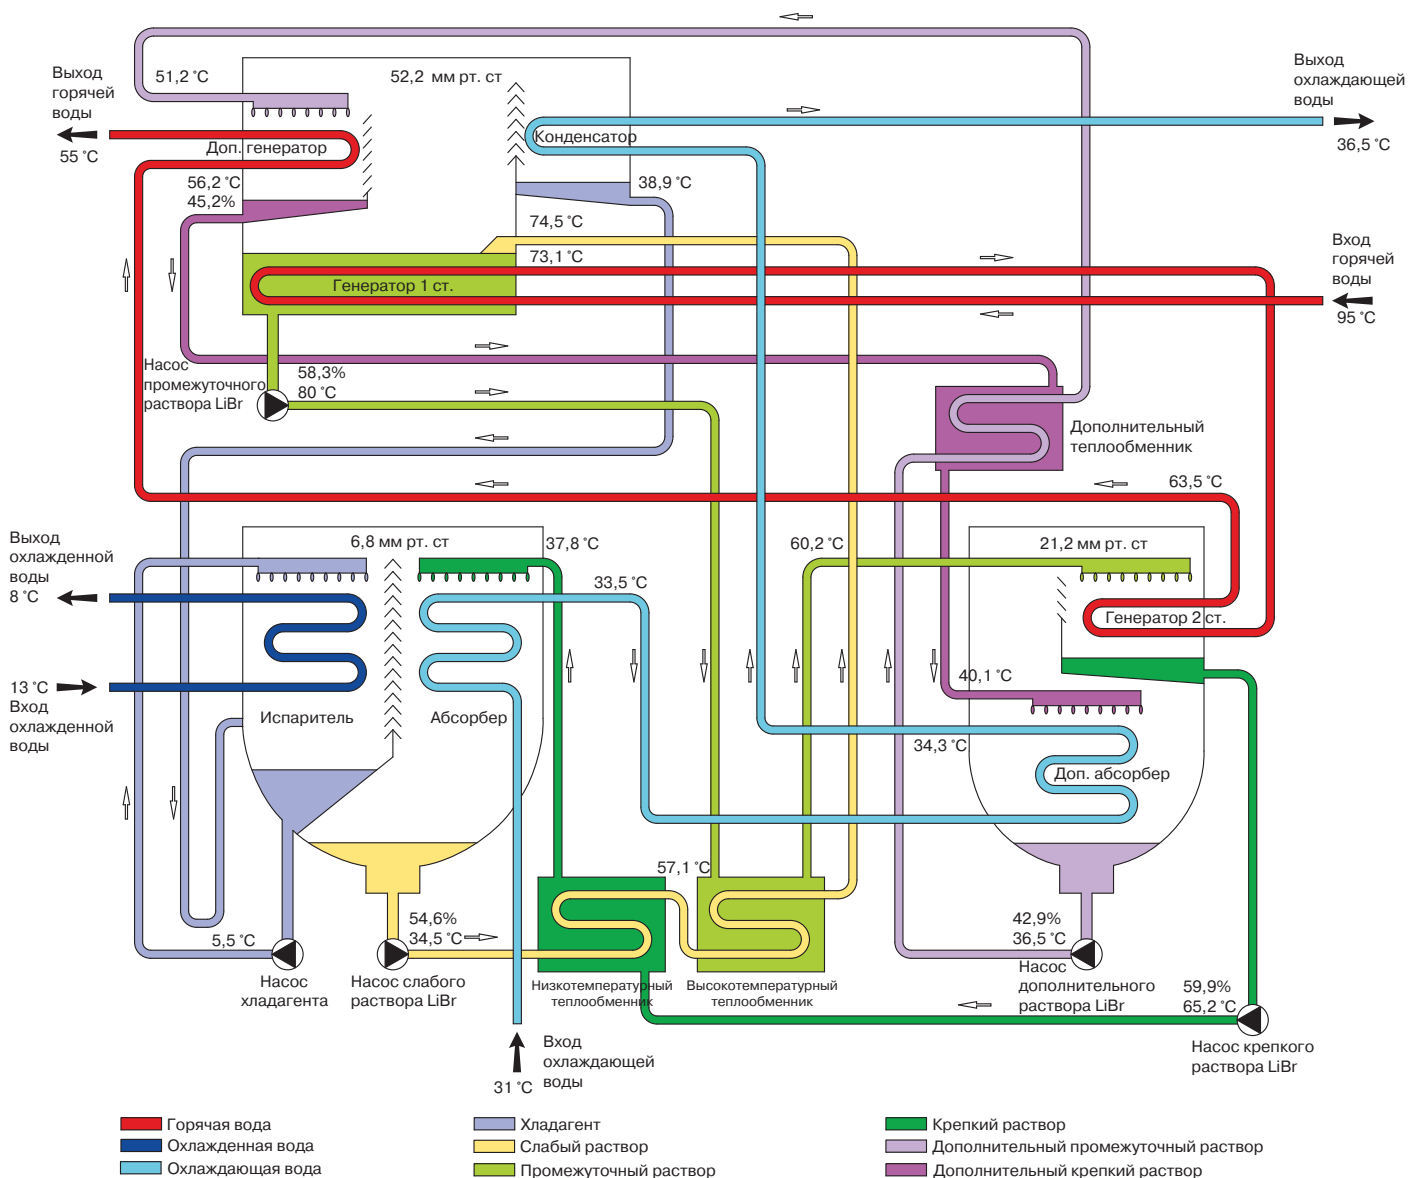 51,2 ˚С
52,2 мм рт. ст
Выход
горячей
воды
55 ˚С
Выход
охлаждающей
воды
36,5 ˚С
Доп. генератор
Конденсатор
56,2 ˚С
45,2%
38,9 ˚С
74,5 ˚С
73,1 ˚С
Генератор 1 ст.
Вход
горячей
воды
95 ˚С
Насос
промежуточного
раствора LiBr
58,3%
80 ˚С
Дополнительный
теплообменник
63,5 ˚С
Выход
охлажденной
воды
8 ˚С
6,8 мм рт. ст
37,8 ˚С
33,5 ˚С
60,2 ˚С
21,2 мм рт. ст
Генератор 2 ст.
13 ˚С
Вход
охлажденной
воды
Испаритель
Абсорбер
40,1 ˚С
34,3 ˚С
Доп. абсорбер
57,1 ˚С
5,5 ˚С
54,6%
34,5 ˚С
42,9%
36,5 ˚С
Насос
хладагента
Насос слабого
раствора LiBr
Низкотемпературный
теплообменник
Высокотемпературный
теплообменник
Насос
дополнительного
раствора LiBr
59,9%
65,2 ˚С
Насос крепкого
раствора LiBr
Вход
охлаждающей
воды
31 ˚С
Горячая вода
Охлажденная вода
Охлаждающая вода
Хладагент
Слабый раствор
Промежуточный раствор
Крепкий раствор
Дополнительный промежуточный раствор
Дополнительный крепкий раствор